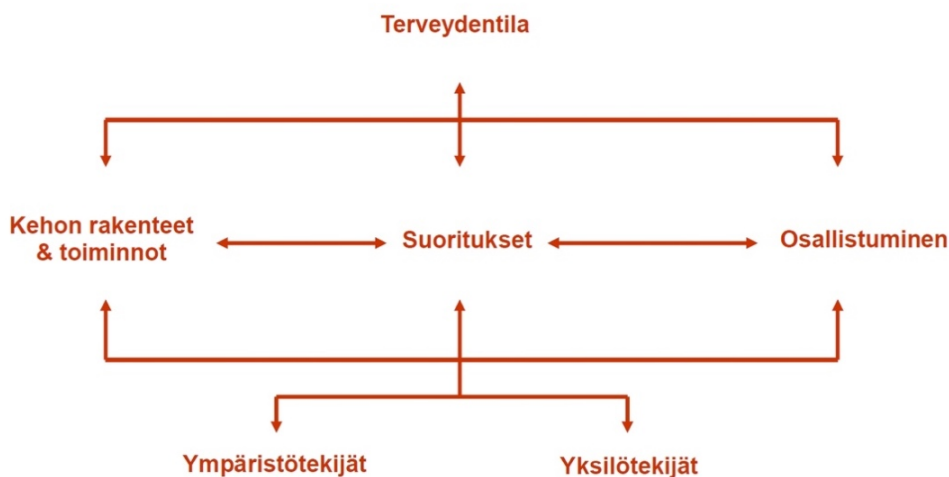 Terveydentila
Kehon rakenteet
& toiminnot
Suoritukset
Osallistuminen
Ympäristötekijät
Yksilötekijät